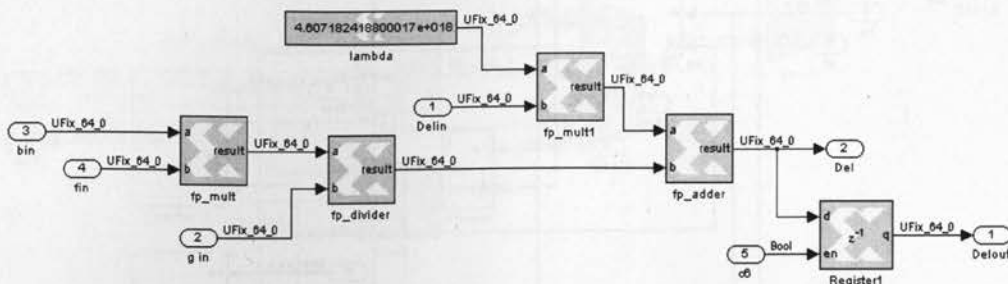 4.607182418800017e+018
UFix_64_0
lambda
a
b
result
UFix_64_0
fp_mult1
1
UFix_64_0
Delin
3
UFix_64_0
bin
4
UFix_64_0
fin
a
b
result
UFix_64_0
fp_mult
a
b
result
UFix_64_0
fp_divider
2
UFix_64_0
g in
a
b
result
UFix_64_0
fp_adder
2
Del
5
Bool
c6
d
en
z-1
q
UFix_64_0
Register1
1
Delout